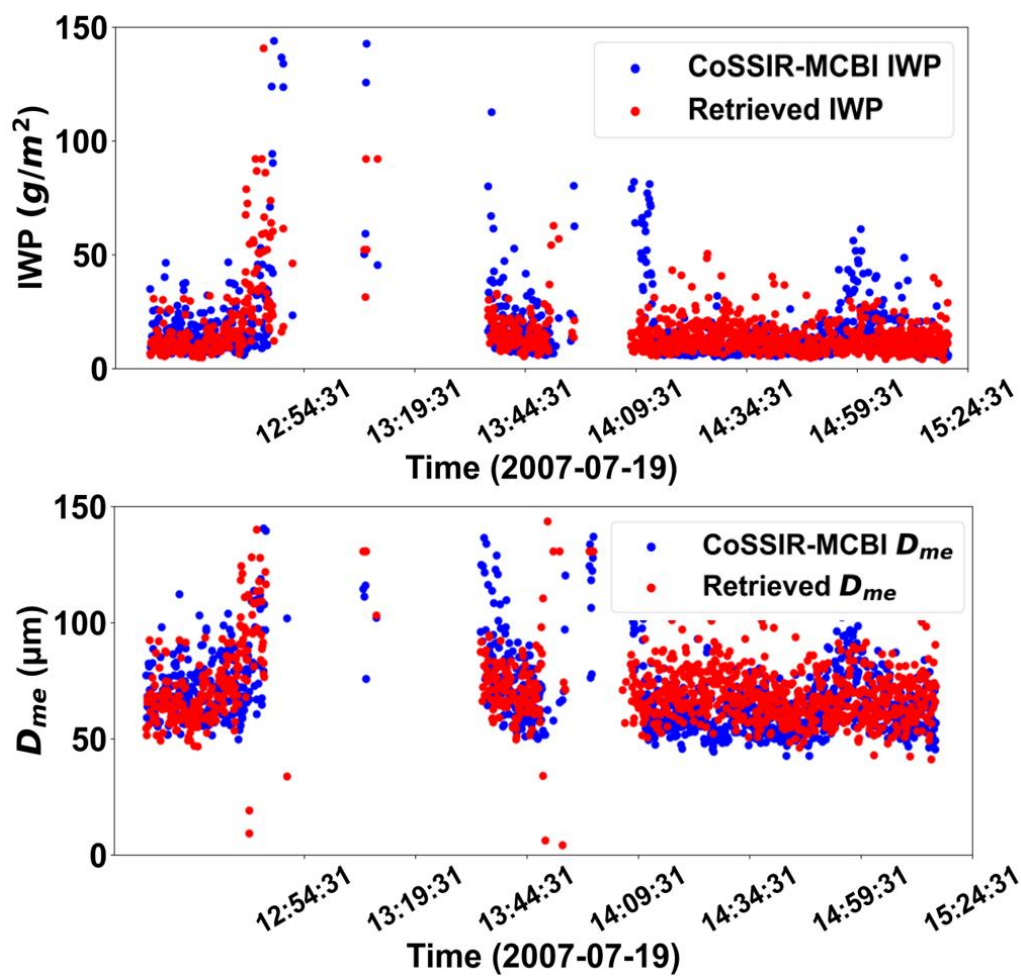 150
100
50
0
IWP (g/m²)
CoSSIR-MCBI IWP
Retrieved IWP
12:54:31
13:19:31
13:44:31
14:09:31
14:34:31
14:59:31
15:24:31
Time (2007-07-19)
150
100
50
0
D_me (μm)
CoSSIR-MCBI D_me
Retrieved D_me
12:54:31
13:19:31
13:44:31
14:09:31
14:34:31
14:59:31
15:24:31
Time (2007-07-19)